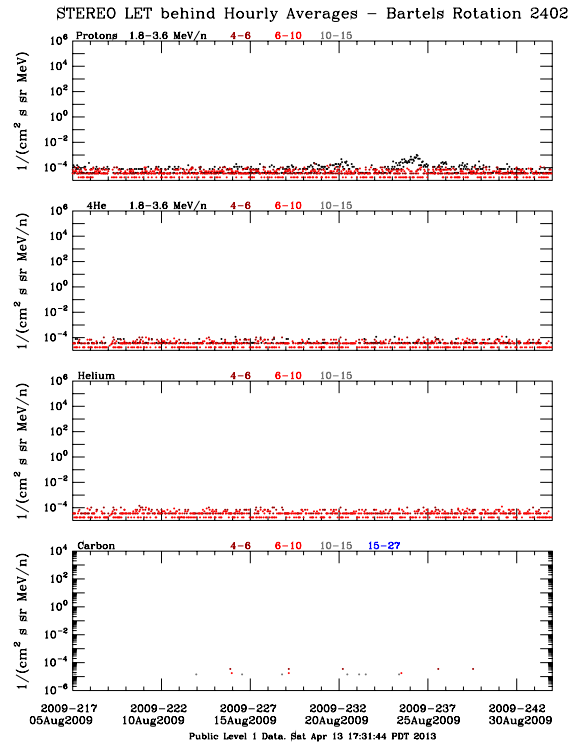 STEREO LET behind Hourly Averages – Bartels Rotation 2402
Protons 1.8–3.6 MeV/n 4–6 6–10 10–15
10^6
10^4
10^2
10^0
10^-2
10^-4
1/(cm^2 s sr MeV)
4He 1.8–3.6 MeV/n 4–6 6–10 10–15
10^6
10^4
10^2
10^0
10^-2
10^-4
1/(cm^2 s sr MeV/n)
Helium 4–6 6–10 10–15
10^6
10^4
10^2
10^0
10^-2
10^-4
1/(cm^2 s sr MeV/n)
Carbon 4–6 6–10 10–15 15–27
10^4
10^2
10^0
10^-2
10^-4
10^-6
1/(cm^2 s sr MeV/n)
2009–217 2009–222 2009–227 2009–232 2009–237 2009–242
05Aug2009 10Aug2009 15Aug2009 20Aug2009 25Aug2009 30Aug2009
Public Level 1 Data. Sat Apr 13 17:31:44 PDT 2013